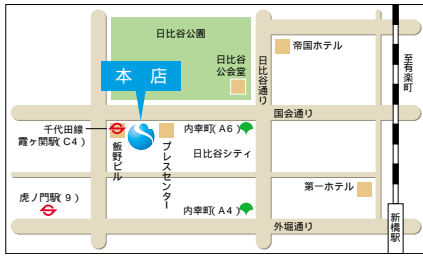 日比谷公園
帝国ホテル
日比谷
公会堂
日比谷通り
至有楽町
本店
国会通り
千代田線
霞ヶ関駅(C4)
内幸町(A6)
飯野ビル
プレスセンター
日比谷シティ
第一ホテル
虎ノ門駅(9)
内幸町(A4)
外堀通り
新橋駅